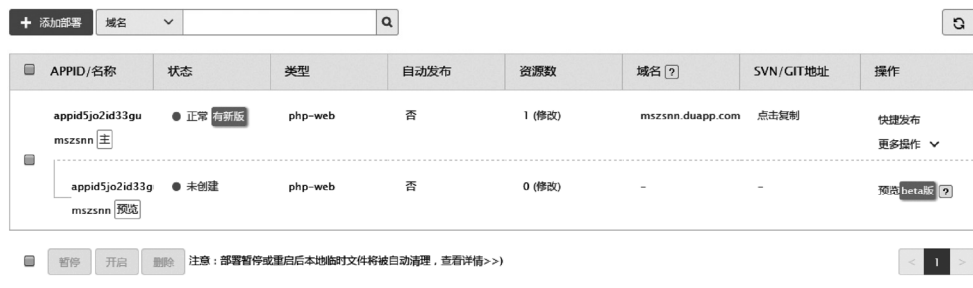 添加部署 域名
APPID/名称 状态 类型 自动发布 资源数 域名 ? SVN/GIT地址 操作
appid5jo2id33gu 正常 有新版 php-web 否 1 (修改) mszsnn.duapp.com 点击复制 快捷发布
mszsnn 主 更多操作
appid5jo2id33g 未创建 php-web 否 0 (修改) - - 预览 beta版 ?
mszsnn 预览
暂停 开启 删除 注意：部署暂停或重启后本地临时文件将被自动清理，查看详情>>) < 1 >